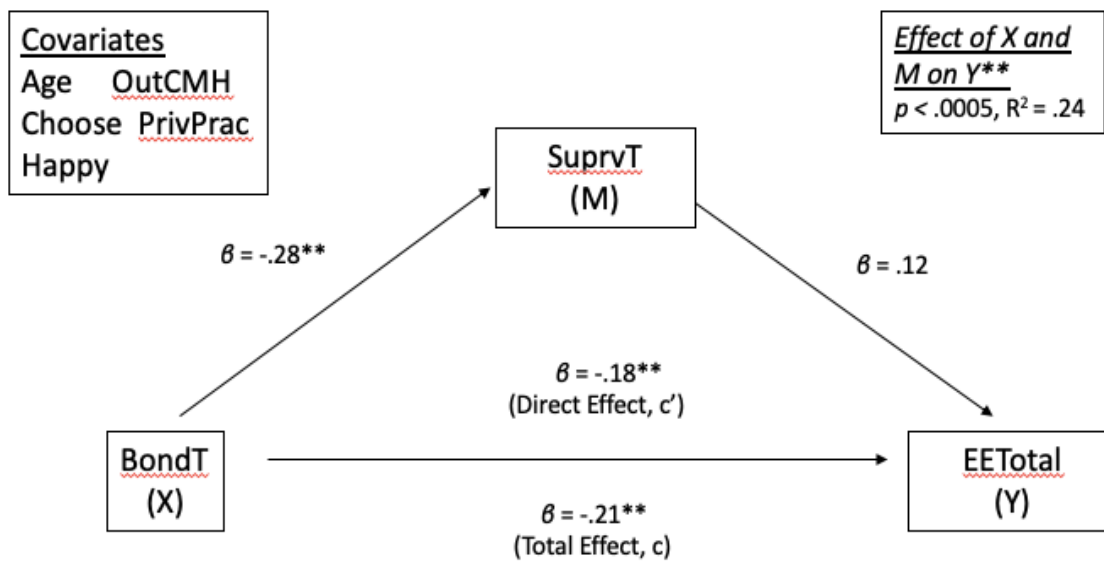 Covariates
Age OutCMH
Choose PrivPrac
Happy
Effect of X and
M on Y**
p < .0005, R² = .24
SuprvT
(M)
β = -.28**
β = .12
β = -.18**
(Direct Effect, c’)
BondT
(X)
EETotal
(Y)
β = -.21**
(Total Effect, c)